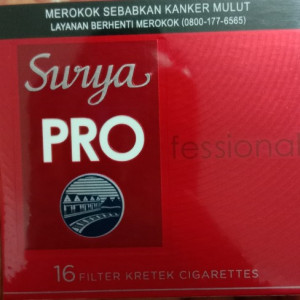 MEROKOK SEBABKAN KANKER MULUT
LAYANAN BERHENTI MEROKOK (0800-177-6565)
Surya
PRO
fessional
16 FILTER KRETEK CIGARETTES